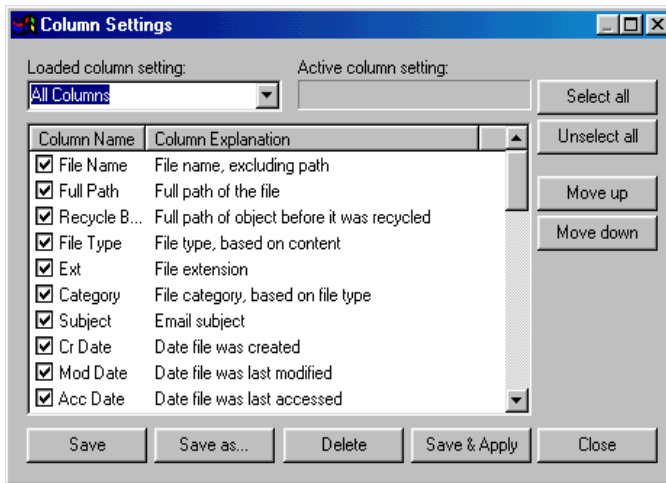 Column Settings
Loaded column setting:
Active column setting:
All Columns
Select all
Unselect all
Move up
Move down
Column Name Column Explanation
File Name File name, excluding path
Full Path Full path of the file
Recycle B... Full path of object before it was recycled
File Type File type, based on content
Ext File extension
Category File category, based on file type
Subject Email subject
Cr Date Date file was created
Mod Date Date file was last modified
Acc Date Date file was last accessed
Save Save as... Delete Save & Apply Close